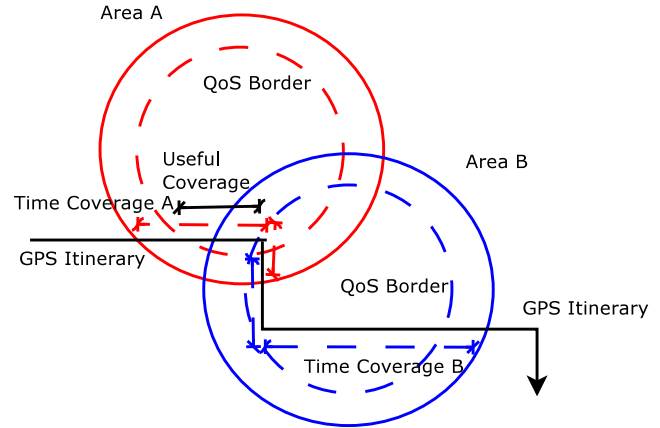 Area A
QoS Border
Useful
Coverage
Area B
Time Coverage A
GPS Itinerary
QoS Border
GPS Itinerary
Time Coverage B